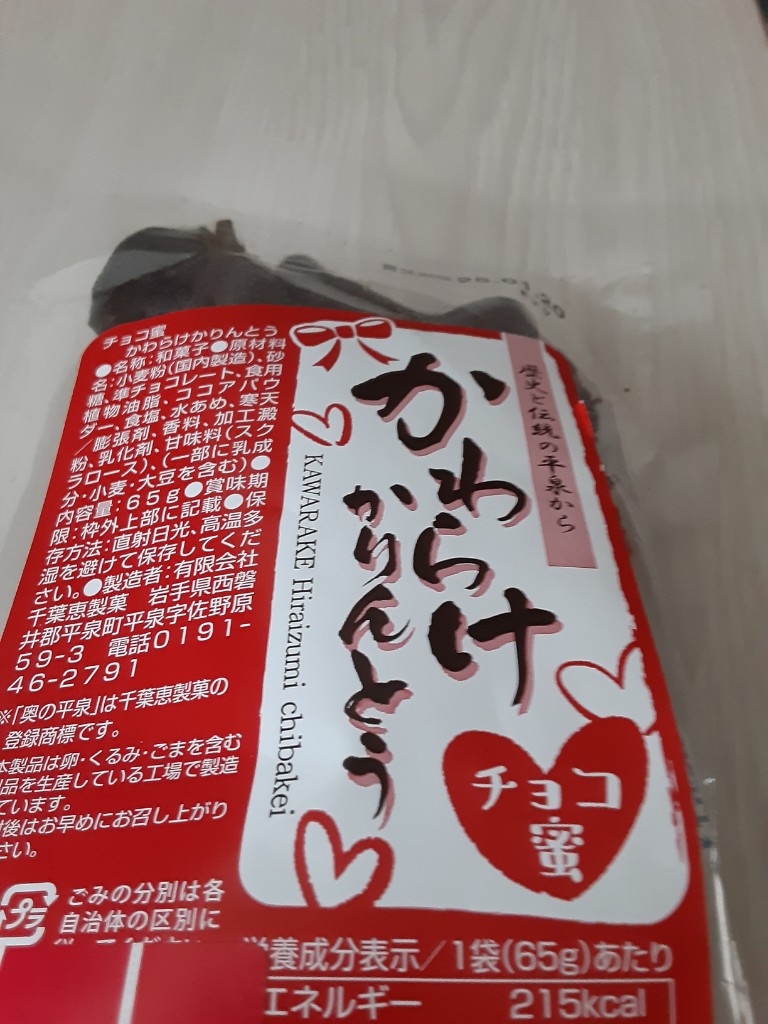 チョコ蜜
かわらけかりんとう
●名称:和菓子●原材料
名:小麦粉(国内製造)、砂
糖、準チョコレート、食用
植物油脂、ココアパウ
ダー、食塩、水あめ、寒天
/膨張剤、香料、加工澱
粉、乳化剤、甘味料(スク
ラロース)、(一部に乳成
分・小麦・大豆を含む)●
内容量:65g●賞味期
限:枠外上部に記載●保
存方法:直射日光、高温多
湿を避けて保存してくだ
さい。●製造者:有限会社
千葉恵製菓 岩手県西磐
井郡平泉町平泉字佐野原
59-3 電話0191-
46-2791
※「奥の平泉」は千葉恵製菓の
登録商標です。
本製品は卵・くるみ・ごまを含む
品を生産している工場で製造
ています。
後はお早めにお召し上がり
さい。
プラ
ごみの分別は各
自治体の区別に
歴史と伝統の平泉から
かわらけ
かりんとう
KAWARAKE Hiraizumi chibakei
チョコ
蜜
栄養成分表示/1袋(65g)あたり
エネルギー 215kcal